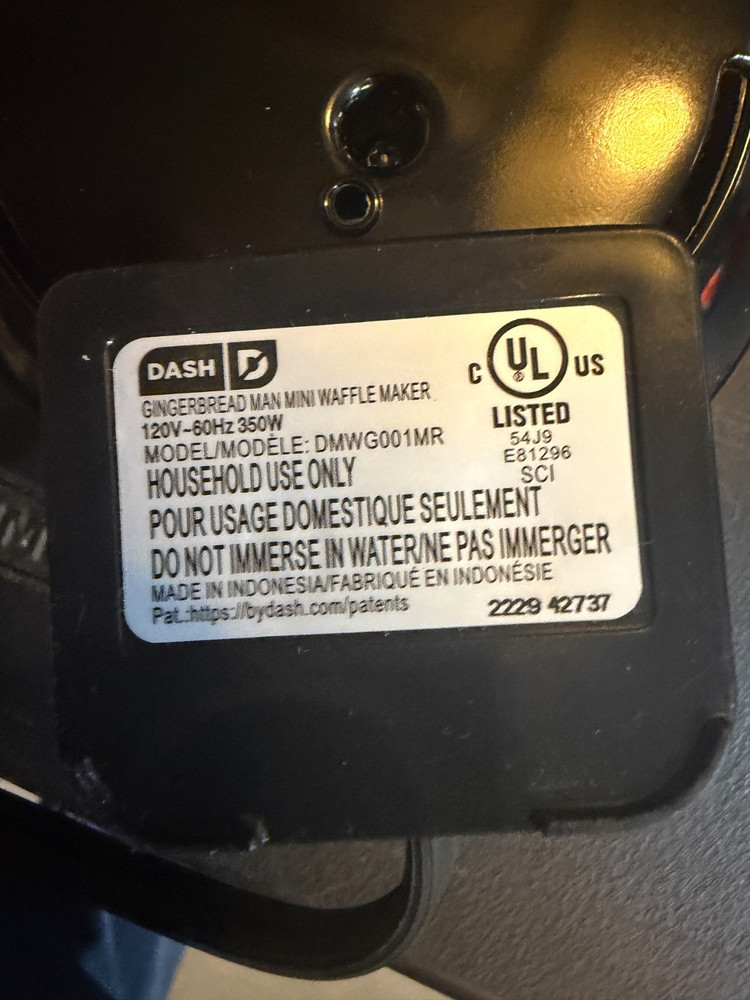 DASH D
GINGERBREAD MAN MINI WAFFLE MAKER
120V~60Hz 350W
MODEL/MODÈLE: DMWG001MR
HOUSEHOLD USE ONLY
POUR USAGE DOMESTIQUE SEULEMENT
DO NOT IMMERSE IN WATER/NE PAS IMMERGER
MADE IN INDONESIA/FABRIQUÉ EN INDONÉSIE
Pat.:https://bydash.com/patents
2229 42737
C UL® US
LISTED
54J9
E81296
SCI